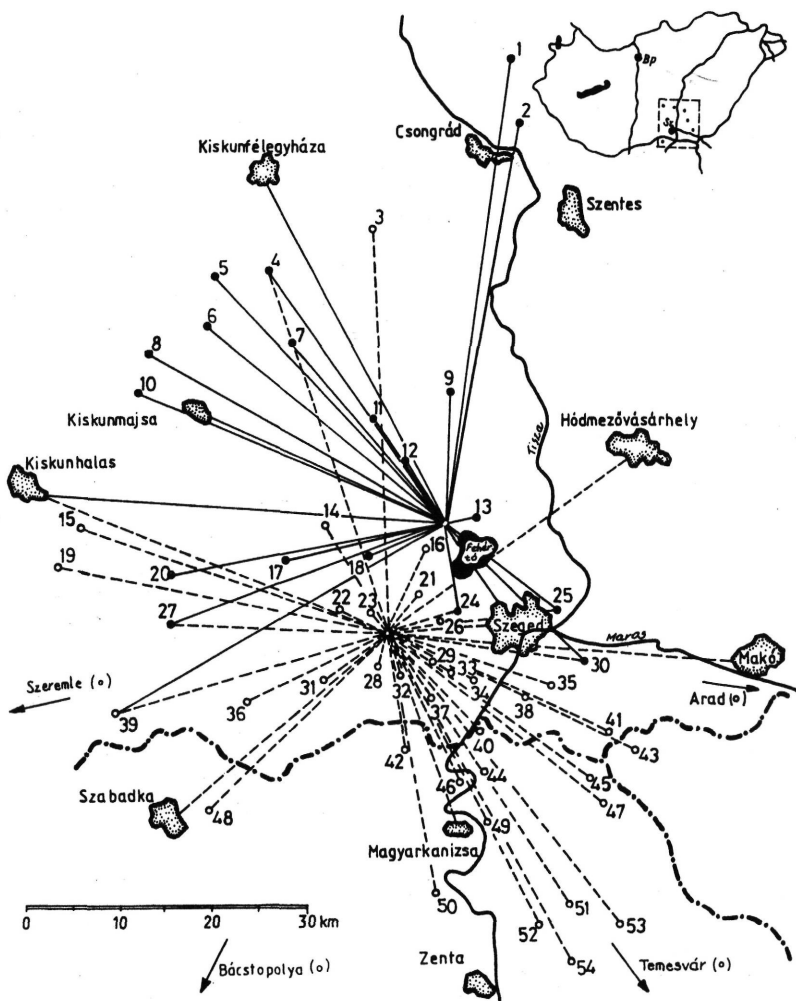 1
Bp
2
Sz
Csongrád
Kiskunfélegyháza
Szentes
3
4
5
6
7
8
9
10
11
Kiskunmajsa
Tisza
Hódmezővásárhely
12
Kiskunhalas
13
14
15
16
Fehér
tó
19
18
17
20
21
22
23
24
25
27
26
Szeged
Maros
29
30
Makó
28
33
31
32
34
35
Szeremle (o)
36
37
38
Arad (o)
39
40
41
42
43
44
45
46
47
Szabadka
48
49
Magyarkanizsa
50
51
52
53
0 10 20 30 km
54
Bácstopolya (o)
Zenta
Temesvár (o)